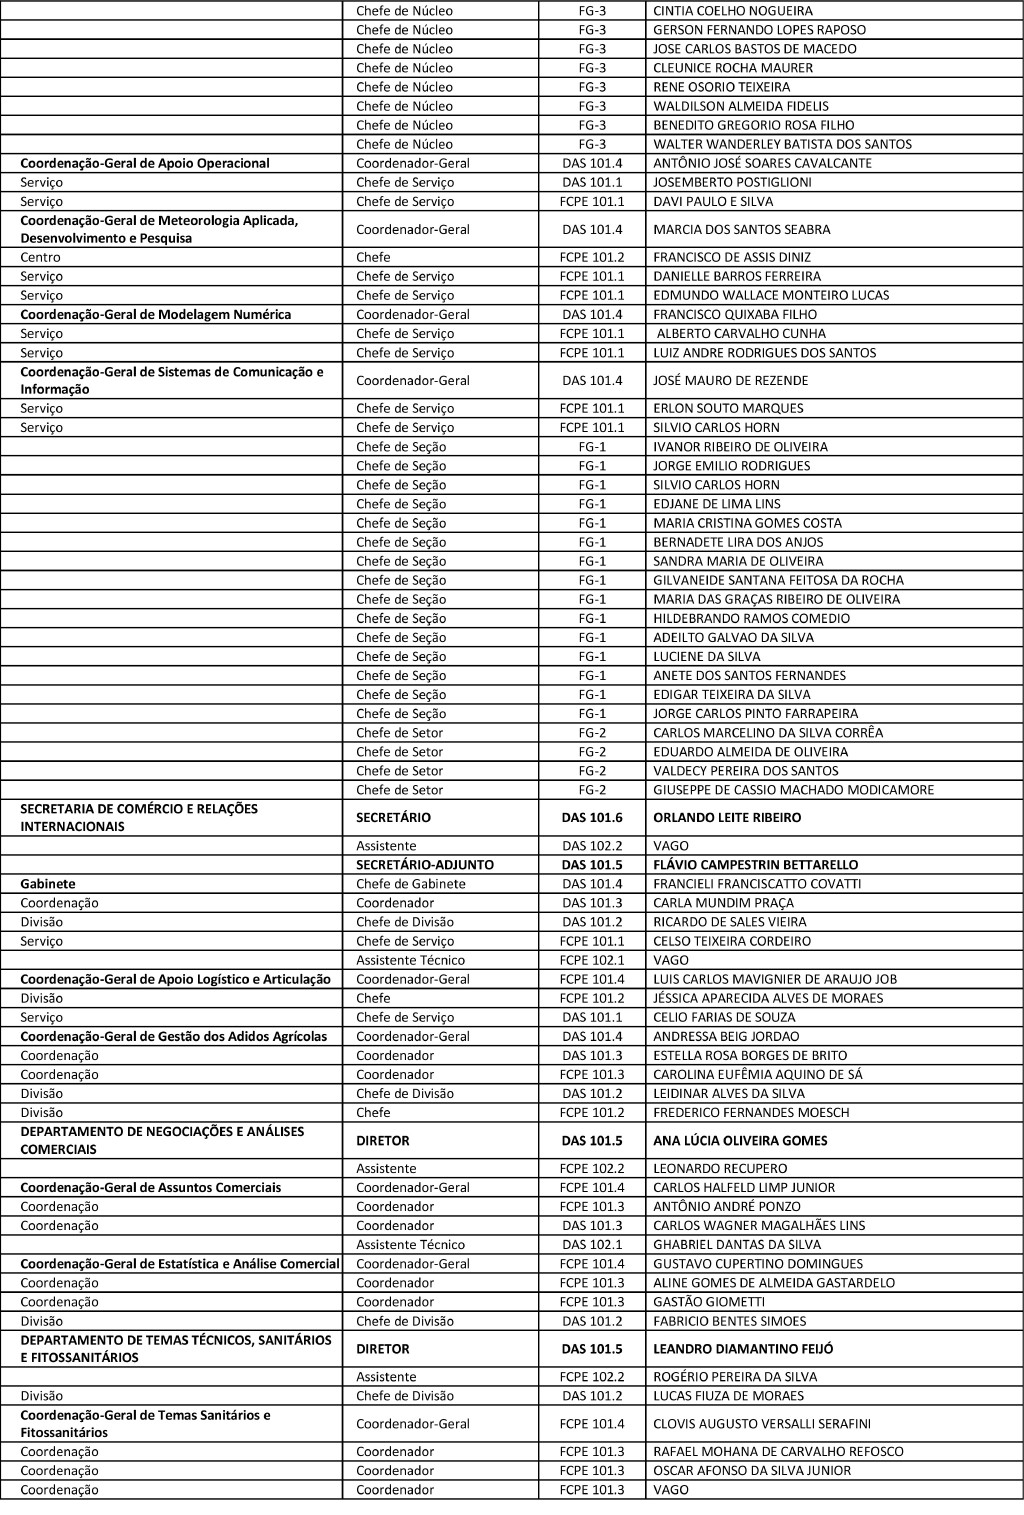 Chefe de Núcleo FG-3 CINTIA COELHO NOGUEIRA
Chefe de Núcleo FG-3 GERSON FERNANDO LOPES RAPOSO
Chefe de Núcleo FG-3 JOSE CARLOS BASTOS DE MACEDO
Chefe de Núcleo FG-3 CLEUNICE ROCHA MAURER
Chefe de Núcleo FG-3 RENE OSORIO TEIXEIRA
Chefe de Núcleo FG-3 WALDILSON ALMEIDA FIDELIS
Chefe de Núcleo FG-3 BENEDITO GREGORIO ROSA FILHO
Chefe de Núcleo FG-3 WALTER WANDERLEY BATISTA DOS SANTOS
Coordenação-Geral de Apoio Operacional Coordenador-Geral DAS 101.4 ANTÔNIO JOSÉ SOARES CAVALCANTE
Serviço Chefe de Serviço DAS 101.1 JOSEMBERTO POSTIGLIONI
Serviço Chefe de Serviço FCPE 101.1 DAVI PAULO E SILVA
Coordenação-Geral de Meteorologia Aplicada,
Desenvolvimento e Pesquisa Coordenador-Geral DAS 101.4 MARCIA DOS SANTOS SEABRA
Centro Chefe FCPE 101.2 FRANCISCO DE ASSIS DINIZ
Serviço Chefe de Serviço FCPE 101.1 DANIELLE BARROS FERREIRA
Serviço Chefe de Serviço FCPE 101.1 EDMUNDO WALLACE MONTEIRO LUCAS
Coordenação-Geral de Modelagem Numérica Coordenador-Geral DAS 101.4 FRANCISCO QUIXABA FILHO
Serviço Chefe de Serviço FCPE 101.1 ALBERTO CARVALHO CUNHA
Serviço Chefe de Serviço FCPE 101.1 LUIZ ANDRE RODRIGUES DOS SANTOS
Coordenação-Geral de Sistemas de Comunicação e
Informação Coordenador-Geral DAS 101.4 JOSÉ MAURO DE REZENDE
Serviço Chefe de Serviço FCPE 101.1 ERLON SOUTO MARQUES
Serviço Chefe de Serviço FCPE 101.1 SILVIO CARLOS HORN
Chefe de Seção FG-1 IVANOR RIBEIRO DE OLIVEIRA
Chefe de Seção FG-1 JORGE EMILIO RODRIGUES
Chefe de Seção FG-1 SILVIO CARLOS HORN
Chefe de Seção FG-1 EDJANE DE LIMA LINS
Chefe de Seção FG-1 MARIA CRISTINA GOMES COSTA
Chefe de Seção FG-1 BERNADETE LIRA DOS ANJOS
Chefe de Seção FG-1 SANDRA MARIA DE OLIVEIRA
Chefe de Seção FG-1 GILVANEIDE SANTANA FEITOSA DA ROCHA
Chefe de Seção FG-1 MARIA DAS GRAÇAS RIBEIRO DE OLIVEIRA
Chefe de Seção FG-1 HILDEBRANDO RAMOS COMEDIO
Chefe de Seção FG-1 ADEILTO GALVAO DA SILVA
Chefe de Seção FG-1 LUCIENE DA SILVA
Chefe de Seção FG-1 ANETE DOS SANTOS FERNANDES
Chefe de Seção FG-1 EDIGAR TEIXEIRA DA SILVA
Chefe de Seção FG-1 JORGE CARLOS PINTO FARRAPEIRA
Chefe de Setor FG-2 CARLOS MARCELINO DA SILVA CORRÊA
Chefe de Setor FG-2 EDUARDO ALMEIDA DE OLIVEIRA
Chefe de Setor FG-2 VALDECY PEREIRA DOS SANTOS
Chefe de Setor FG-2 GIUSEPPE DE CASSIO MACHADO MODICAMORE
SECRETARIA DE COMÉRCIO E RELAÇÕES
INTERNACIONAIS SECRETÁRIO DAS 101.6 ORLANDO LEITE RIBEIRO
Assistente DAS 102.2 VAGO
SECRETÁRIO-ADJUNTO DAS 101.5 FLÁVIO CAMPESTRIN BETTARELLO
Gabinete Chefe de Gabinete DAS 101.4 FRANCIELI FRANCISCATTO COVATTI
Coordenação Coordenador DAS 101.3 CARLA MUNDIM PRAÇA
Divisão Chefe de Divisão DAS 101.2 RICARDO DE SALES VIEIRA
Serviço Chefe de Serviço FCPE 101.1 CELSO TEIXEIRA CORDEIRO
Assistente Técnico FCPE 102.1 VAGO
Coordenação-Geral de Apoio Logístico e Articulação Coordenador-Geral FCPE 101.4 LUIS CARLOS MAVIGNIER DE ARAUJO JOB
Divisão Chefe FCPE 101.2 JÉSSICA APARECIDA ALVES DE MORAES
Serviço Chefe de Serviço DAS 101.1 CELIO FARIAS DE SOUZA
Coordenação-Geral de Gestão dos Adidos Agrícolas Coordenador-Geral DAS 101.4 ANDRESSA BEIG JORDAO
Coordenação Coordenador DAS 101.3 ESTELLA ROSA BORGES DE BRITO
Coordenação Coordenador FCPE 101.3 CAROLINA EUFÊMIA AQUINO DE SÁ
Divisão Chefe de Divisão DAS 101.2 LEIDINAR ALVES DA SILVA
Divisão Chefe FCPE 101.2 FREDERICO FERNANDES MOESCH
DEPARTAMENTO DE NEGOCIAÇÕES E ANÁLISES
COMERCIAIS DIRETOR DAS 101.5 ANA LÚCIA OLIVEIRA GOMES
Assistente FCPE 102.2 LEONARDO RECUPERO
Coordenação-Geral de Assuntos Comerciais Coordenador-Geral FCPE 101.4 CARLOS HALFELD LIMP JUNIOR
Coordenação Coordenador FCPE 101.3 ANTÔNIO ANDRÉ PONZO
Coordenação Coordenador DAS 101.3 CARLOS WAGNER MAGALHÃES LINS
Assistente Técnico DAS 102.1 GHABRIEL DANTAS DA SILVA
Coordenação-Geral de Estatística e Análise Comercial Coordenador-Geral FCPE 101.4 GUSTAVO CUPERTINO DOMINGUES
Coordenação Coordenador FCPE 101.3 ALINE GOMES DE ALMEIDA GASTARDELO
Coordenação Coordenador FCPE 101.3 GASTÃO GIOMETTI
Divisão Chefe de Divisão DAS 101.2 FABRICIO BENTES SIMOES
DEPARTAMENTO DE TEMAS TÉCNICOS, SANITÁRIOS
E FITOSSANITÁRIOS DIRETOR DAS 101.5 LEANDRO DIAMANTINO FEIJÓ
Assistente FCPE 102.2 ROGÉRIO PEREIRA DA SILVA
Divisão Chefe de Divisão DAS 101.2 LUCAS FIUZA DE MORAES
Coordenação-Geral de Temas Sanitários e
Fitossanitários Coordenador-Geral FCPE 101.4 CLOVIS AUGUSTO VERSALLI SERAFINI
Coordenação Coordenador FCPE 101.3 RAFAEL MOHANA DE CARVALHO REFOSCO
Coordenação Coordenador FCPE 101.3 OSCAR AFONSO DA SILVA JUNIOR
Coordenação Coordenador FCPE 101.3 VAGO